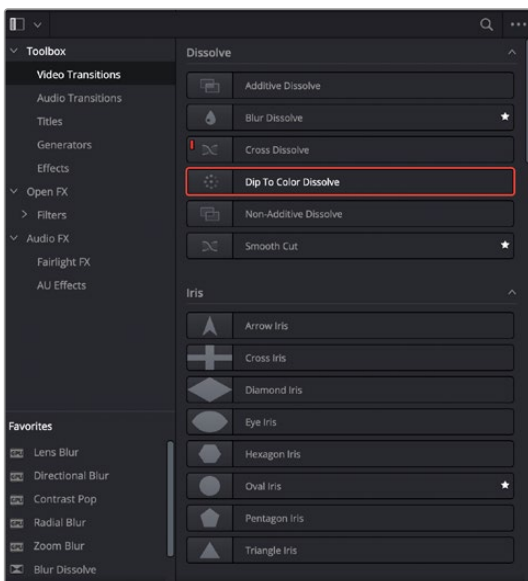 Toolbox
Video Transitions
Audio Transitions
Titles
Generators
Effects
Open FX
Filters
Audio FX
Fairlight FX
AU Effects
Favorites
Lens Blur
Directional Blur
Contrast Pop
Radial Blur
Zoom Blur
Blur Dissolve
Dissolve
Additive Dissolve
Blur Dissolve
Cross Dissolve
Dip To Color Dissolve
Non-Additive Dissolve
Smooth Cut
Iris
Arrow Iris
Cross Iris
Diamond Iris
Eye Iris
Hexagon Iris
Oval Iris
Pentagon Iris
Triangle Iris